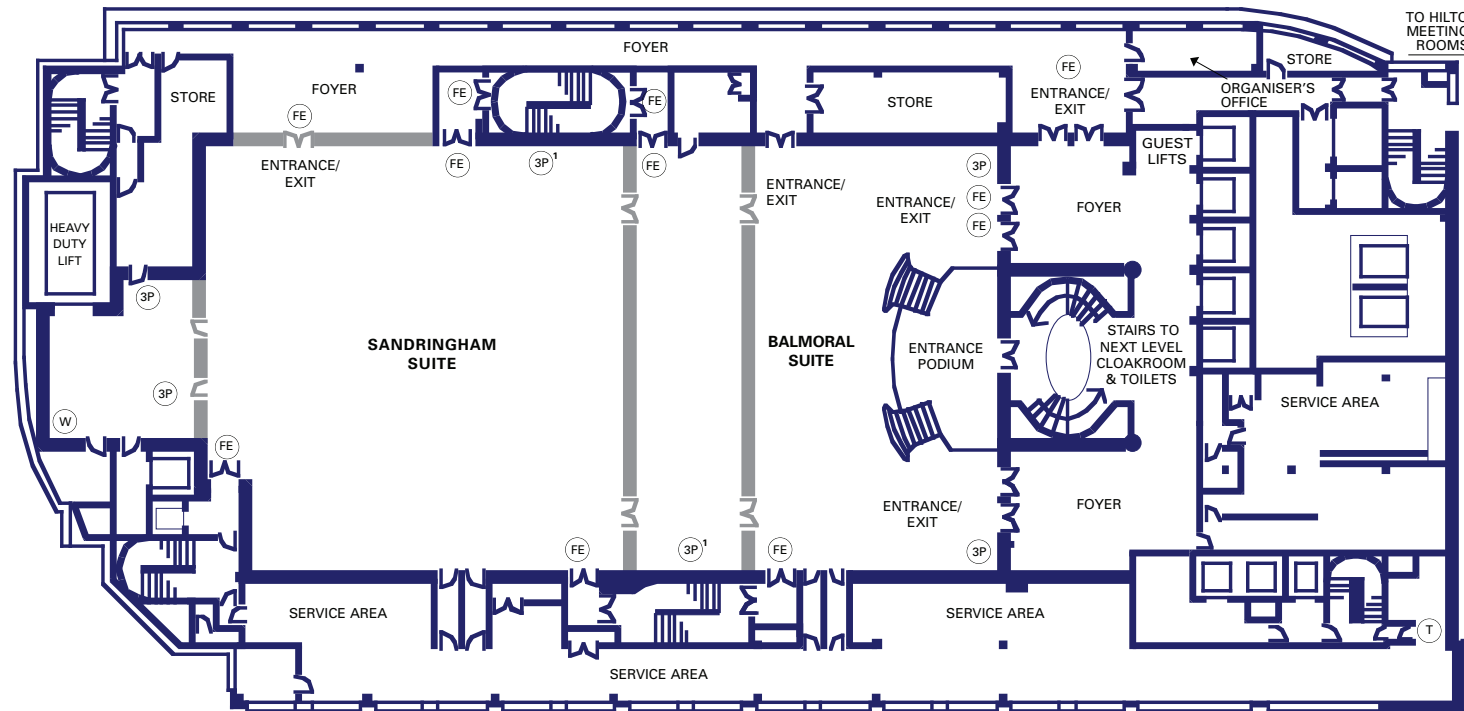 TO HILTO
MEETING
ROOMS
FOYER
FE
STORE
FOYER
FE
STORE
FE
FE
ENTRANCE/
EXIT
ORGANISER'S
OFFICE
STORE
FE
ENTRANCE/
EXIT
FE
3P¹
FE
3P
GUEST
LIFTS
ENTRANCE/
EXIT
ENTRANCE/
EXIT
FE
FE
FOYER
HEAVY
DUTY
LIFT
3P
SANDRINGHAM
SUITE
BALMORAL
SUITE
ENTRANCE
PODIUM
STAIRS TO
NEXT LEVEL
CLOAKROOM
& TOILETS
3P
W
SERVICE AREA
FE
ENTRANCE/
EXIT
FOYER
FE
3P¹
FE
3P
SERVICE AREA
SERVICE AREA
T
SERVICE AREA